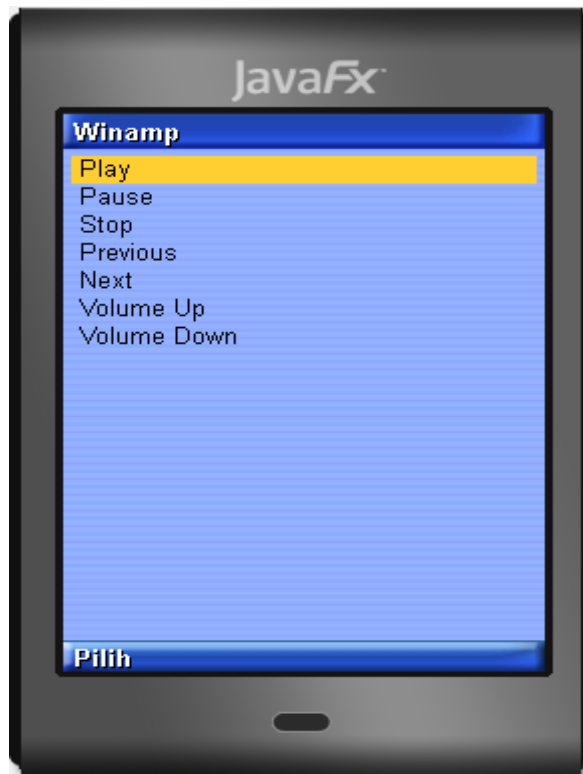 JavaFx
Winamp
Play
Pause
Stop
Previous
Next
Volume Up
Volume Down
Pilih